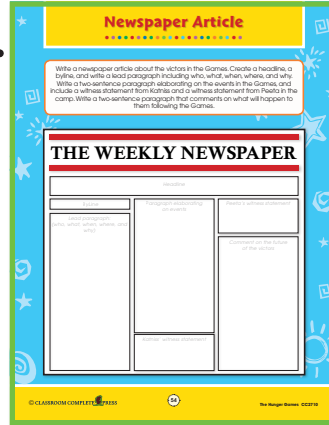 Newspaper Article
Write a newspaper article about the victors in the Games. Create a headline, a
byline, and write a lead paragraph including who, what, when, where, and why.
Write a two-sentence paragraph elaborating on the events in the Games, and
include a witness statement from Katniss and a witness statement from Peeta in the
camp. Write a two-sentence paragraph that comments on what will happen to
them following the Games.
THE WEEKLY NEWSPAPER
Headline
Byline
Lead paragraph
(who, what, when, where, and
why)
Paragraph elaborating
on events
Katniss' witness statement
Peeta's witness statement
Comment on the future
of the victors
© CLASSROOM COMPLETE PRESS
54
The Hunger Games CC2710